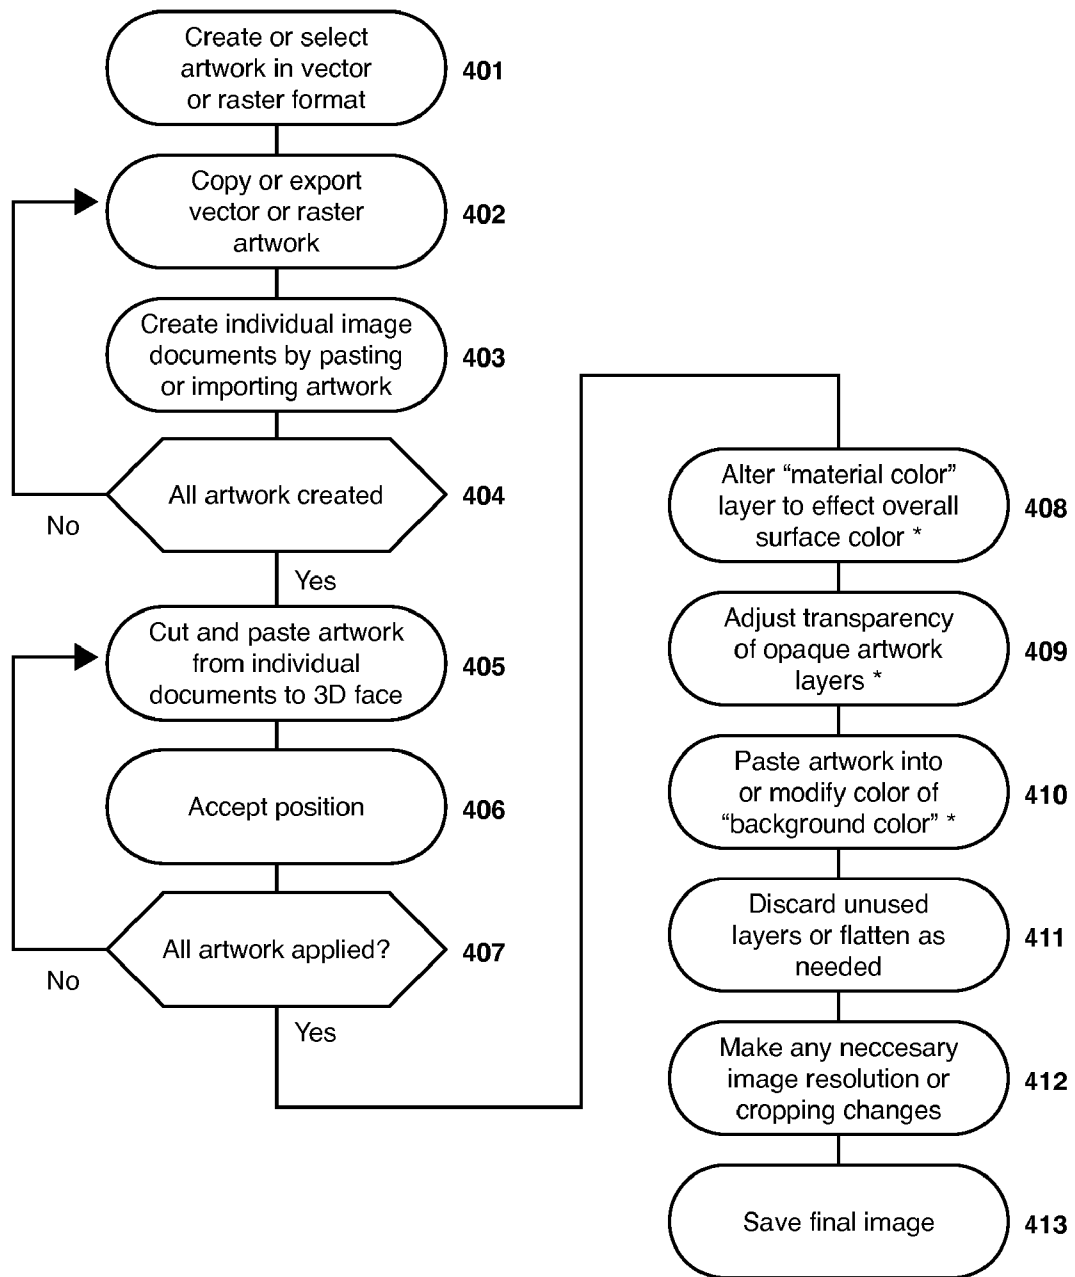 Create or select
artwork in vector
or raster format
401
Copy or export
vector or raster
artwork
402
Create individual image
documents by pasting
or importing artwork
403
All artwork created
404
No
Yes
Cut and paste artwork
from individual
documents to 3D face
405
Accept position
406
All artwork applied?
407
No
Yes
Alter “material color”
layer to effect overall
surface color *
408
Adjust transparency
of opaque artwork
layers *
409
Paste artwork into
or modify color of
“background color” *
410
Discard unused
layers or flatten as
needed
411
Make any neccesary
image resolution or
cropping changes
412
Save final image
413